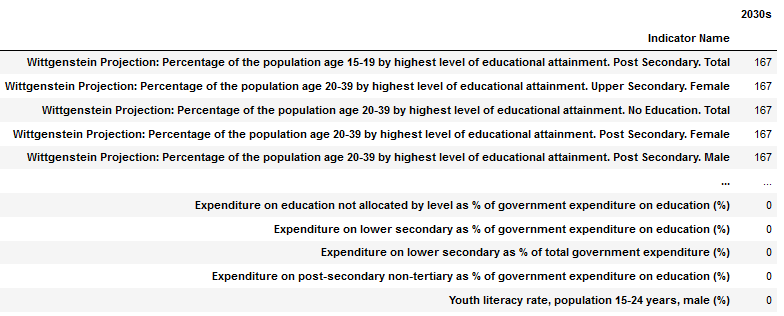 2030s
Indicator Name
Wittgenstein Projection: Percentage of the population age 15-19 by highest level of educational attainment. Post Secondary. Total 167
Wittgenstein Projection: Percentage of the population age 20-39 by highest level of educational attainment. Upper Secondary. Female 167
Wittgenstein Projection: Percentage of the population age 20-39 by highest level of educational attainment. No Education. Total 167
Wittgenstein Projection: Percentage of the population age 20-39 by highest level of educational attainment. Post Secondary. Female 167
Wittgenstein Projection: Percentage of the population age 20-39 by highest level of educational attainment. Post Secondary. Male 167
... ...
Expenditure on education not allocated by level as % of government expenditure on education (%) 0
Expenditure on lower secondary as % of government expenditure on education (%) 0
Expenditure on lower secondary as % of total government expenditure (%) 0
Expenditure on post-secondary non-tertiary as % of government expenditure on education (%) 0
Youth literacy rate, population 15-24 years, male (%) 0